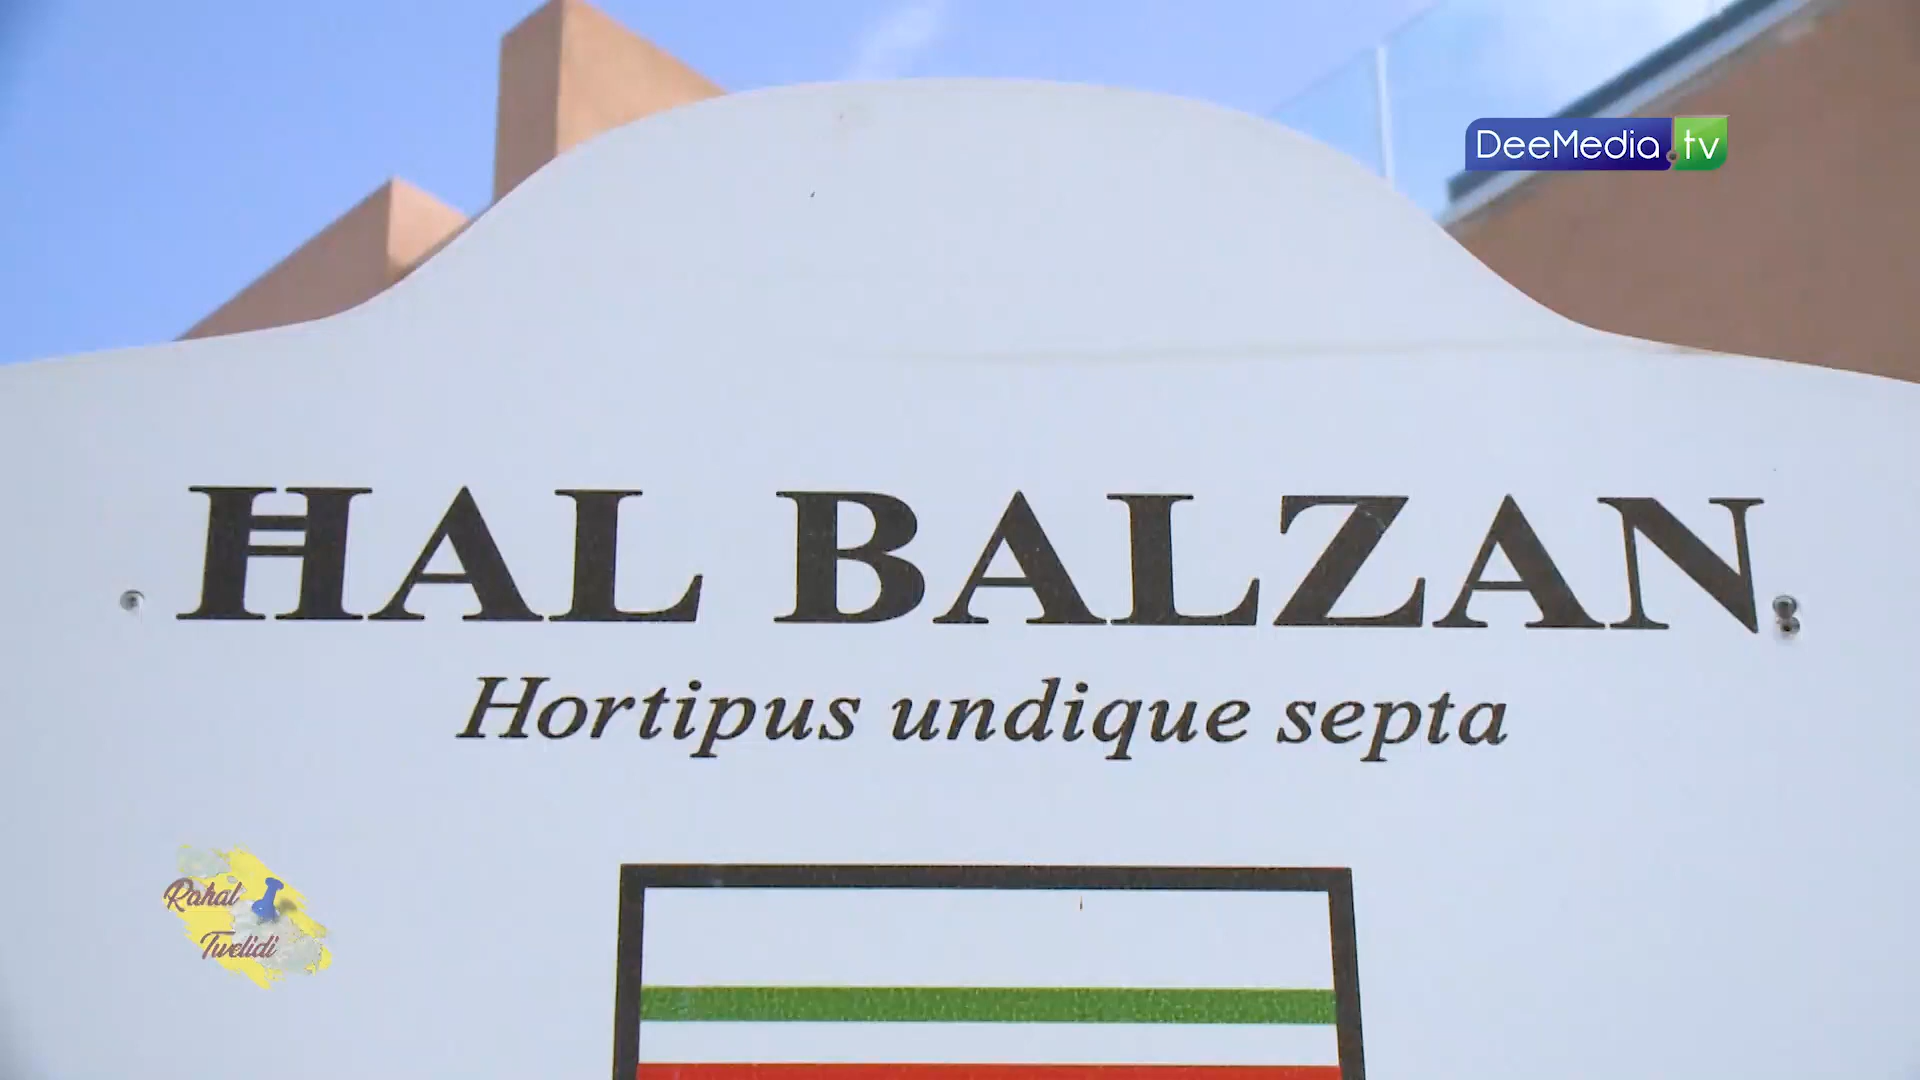 DeeMedia.tv
ĦAL BALZAN
Hortipus undique septa
Rahal
Twelidi